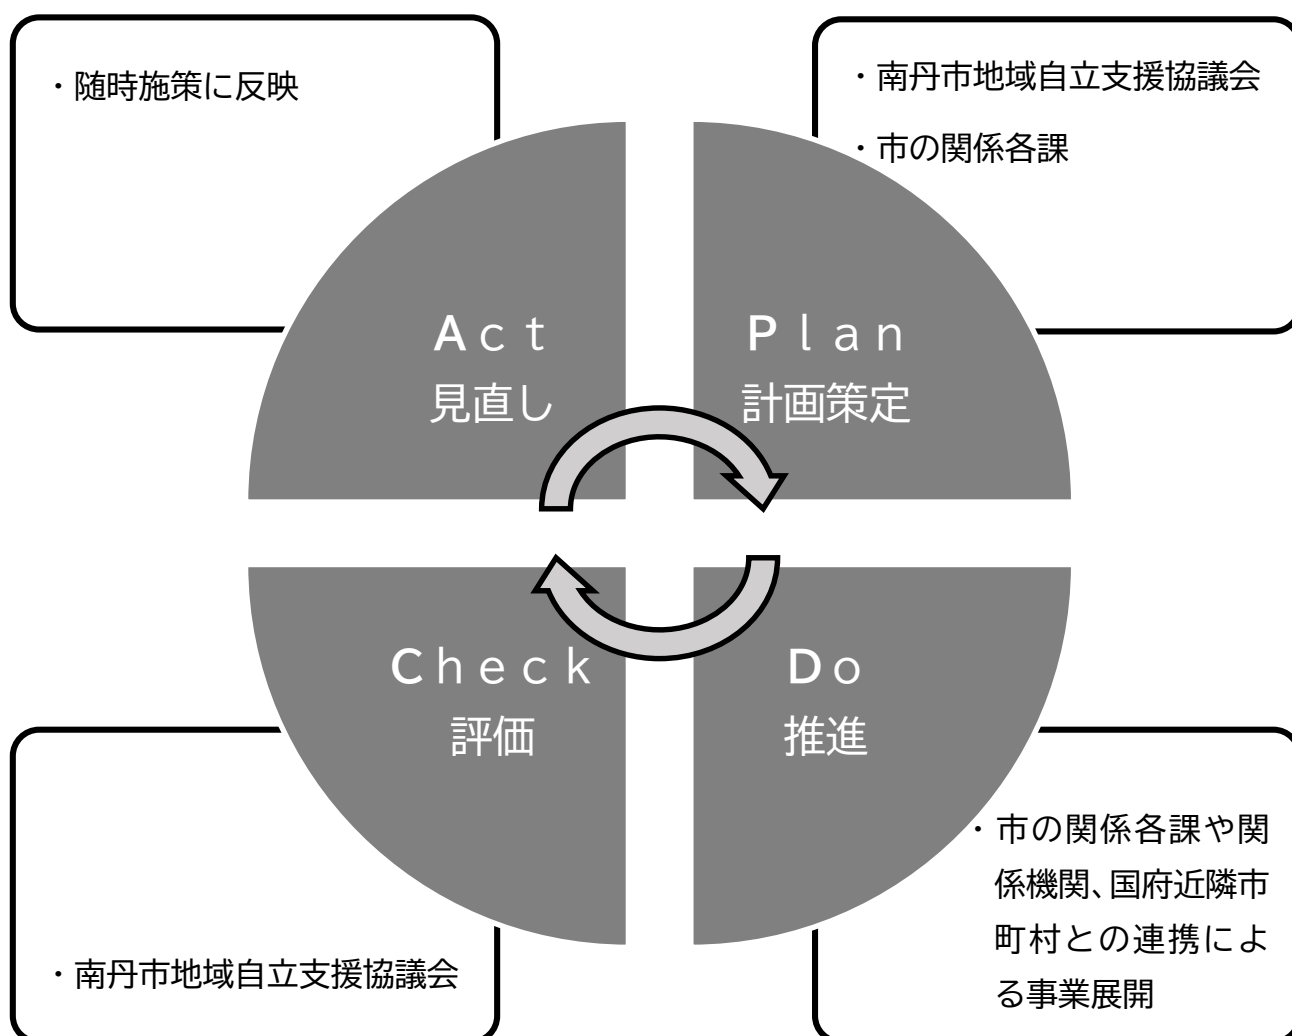 ・随時施策に反映
・南丹市地域自立支援協議会
・市の関係各課
Ａｃｔ
見直し
Ｐｌａｎ
計画策定
Ｃｈｅｃｋ
評価
Ｄｏ
推進
・南丹市地域自立支援協議会
・市の関係各課や関
係機関、国府近隣市
町村との連携によ
る事業展開